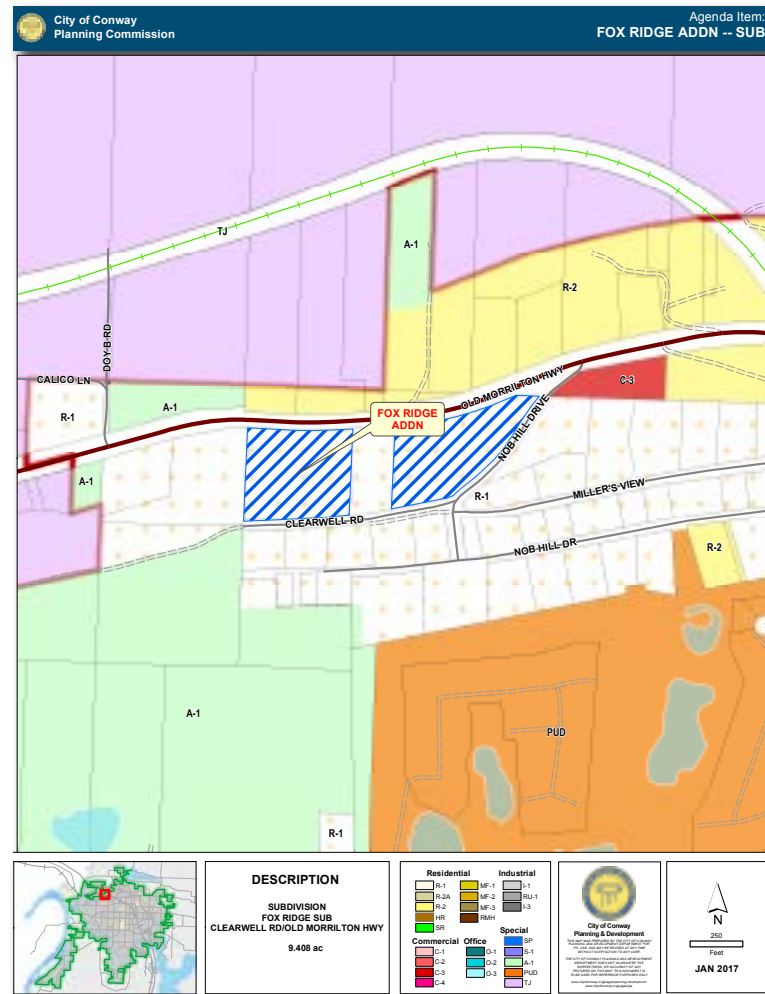 City of Conway
Planning Commission
Agenda Item:
FOX RIDGE ADDN -- SUB
TJ
A-1
R-2
DOY-B RD
CALICO LN
R-1
A-1
OLD MORRILTON HWY
C-3
FOX RIDGE
ADDN
NOB HILL DRIVE
A-1
R-1
MILLER'S VIEW
CLEARWELL RD
NOB HILL DR
R-2
A-1
PUD
R-1
DESCRIPTION
SUBDIVISION
FOX RIDGE SUB
CLEARWELL RD/OLD MORRILTON HWY
9.408 ac
Residential
R-1
R-2A
R-2
HR
SR
MF-1
MF-2
MF-3
RMH
Industrial
I-1
RU-1
I-3
Commercial
C-1
C-2
C-3
C-4
Office
O-1
O-2
O-3
Special
SP
S-1
A-1
PUD
TJ
City of Conway
Planning & Development
N
250
Feet
JAN 2017